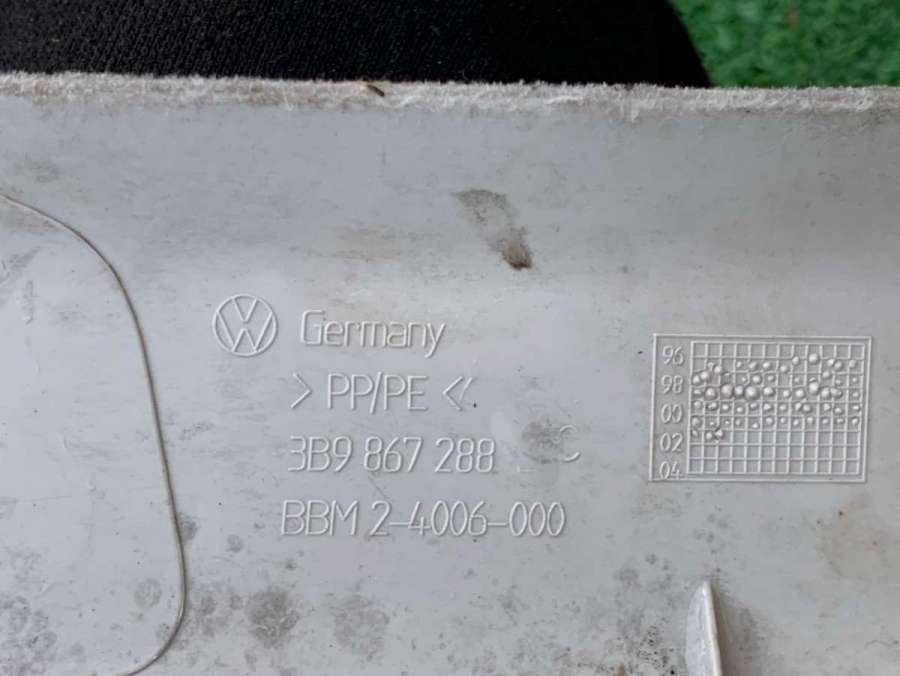 Germany
> PP/PE <
3B9 867 288 C
BBM 2-4006-000
96
98
00
02
04